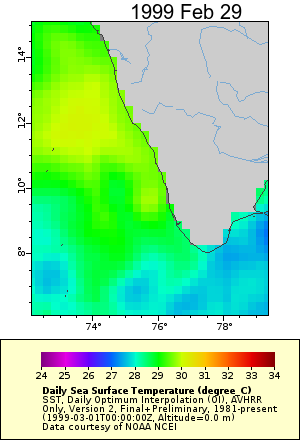 1999 Feb 29
14°
12°
10°
8°
74°
76°
78°
24 25 26 27 28 29 30 31 32 33 34
Daily Sea Surface Temperature (degree_C)
SST, Daily Optimum Interpolation (OI), AVHRR
Only, Version 2, Final+Preliminary, 1981-present
(1999-03-01T00:00:00Z, Altitude=0.0 m)
Data courtesy of NOAA NCEI